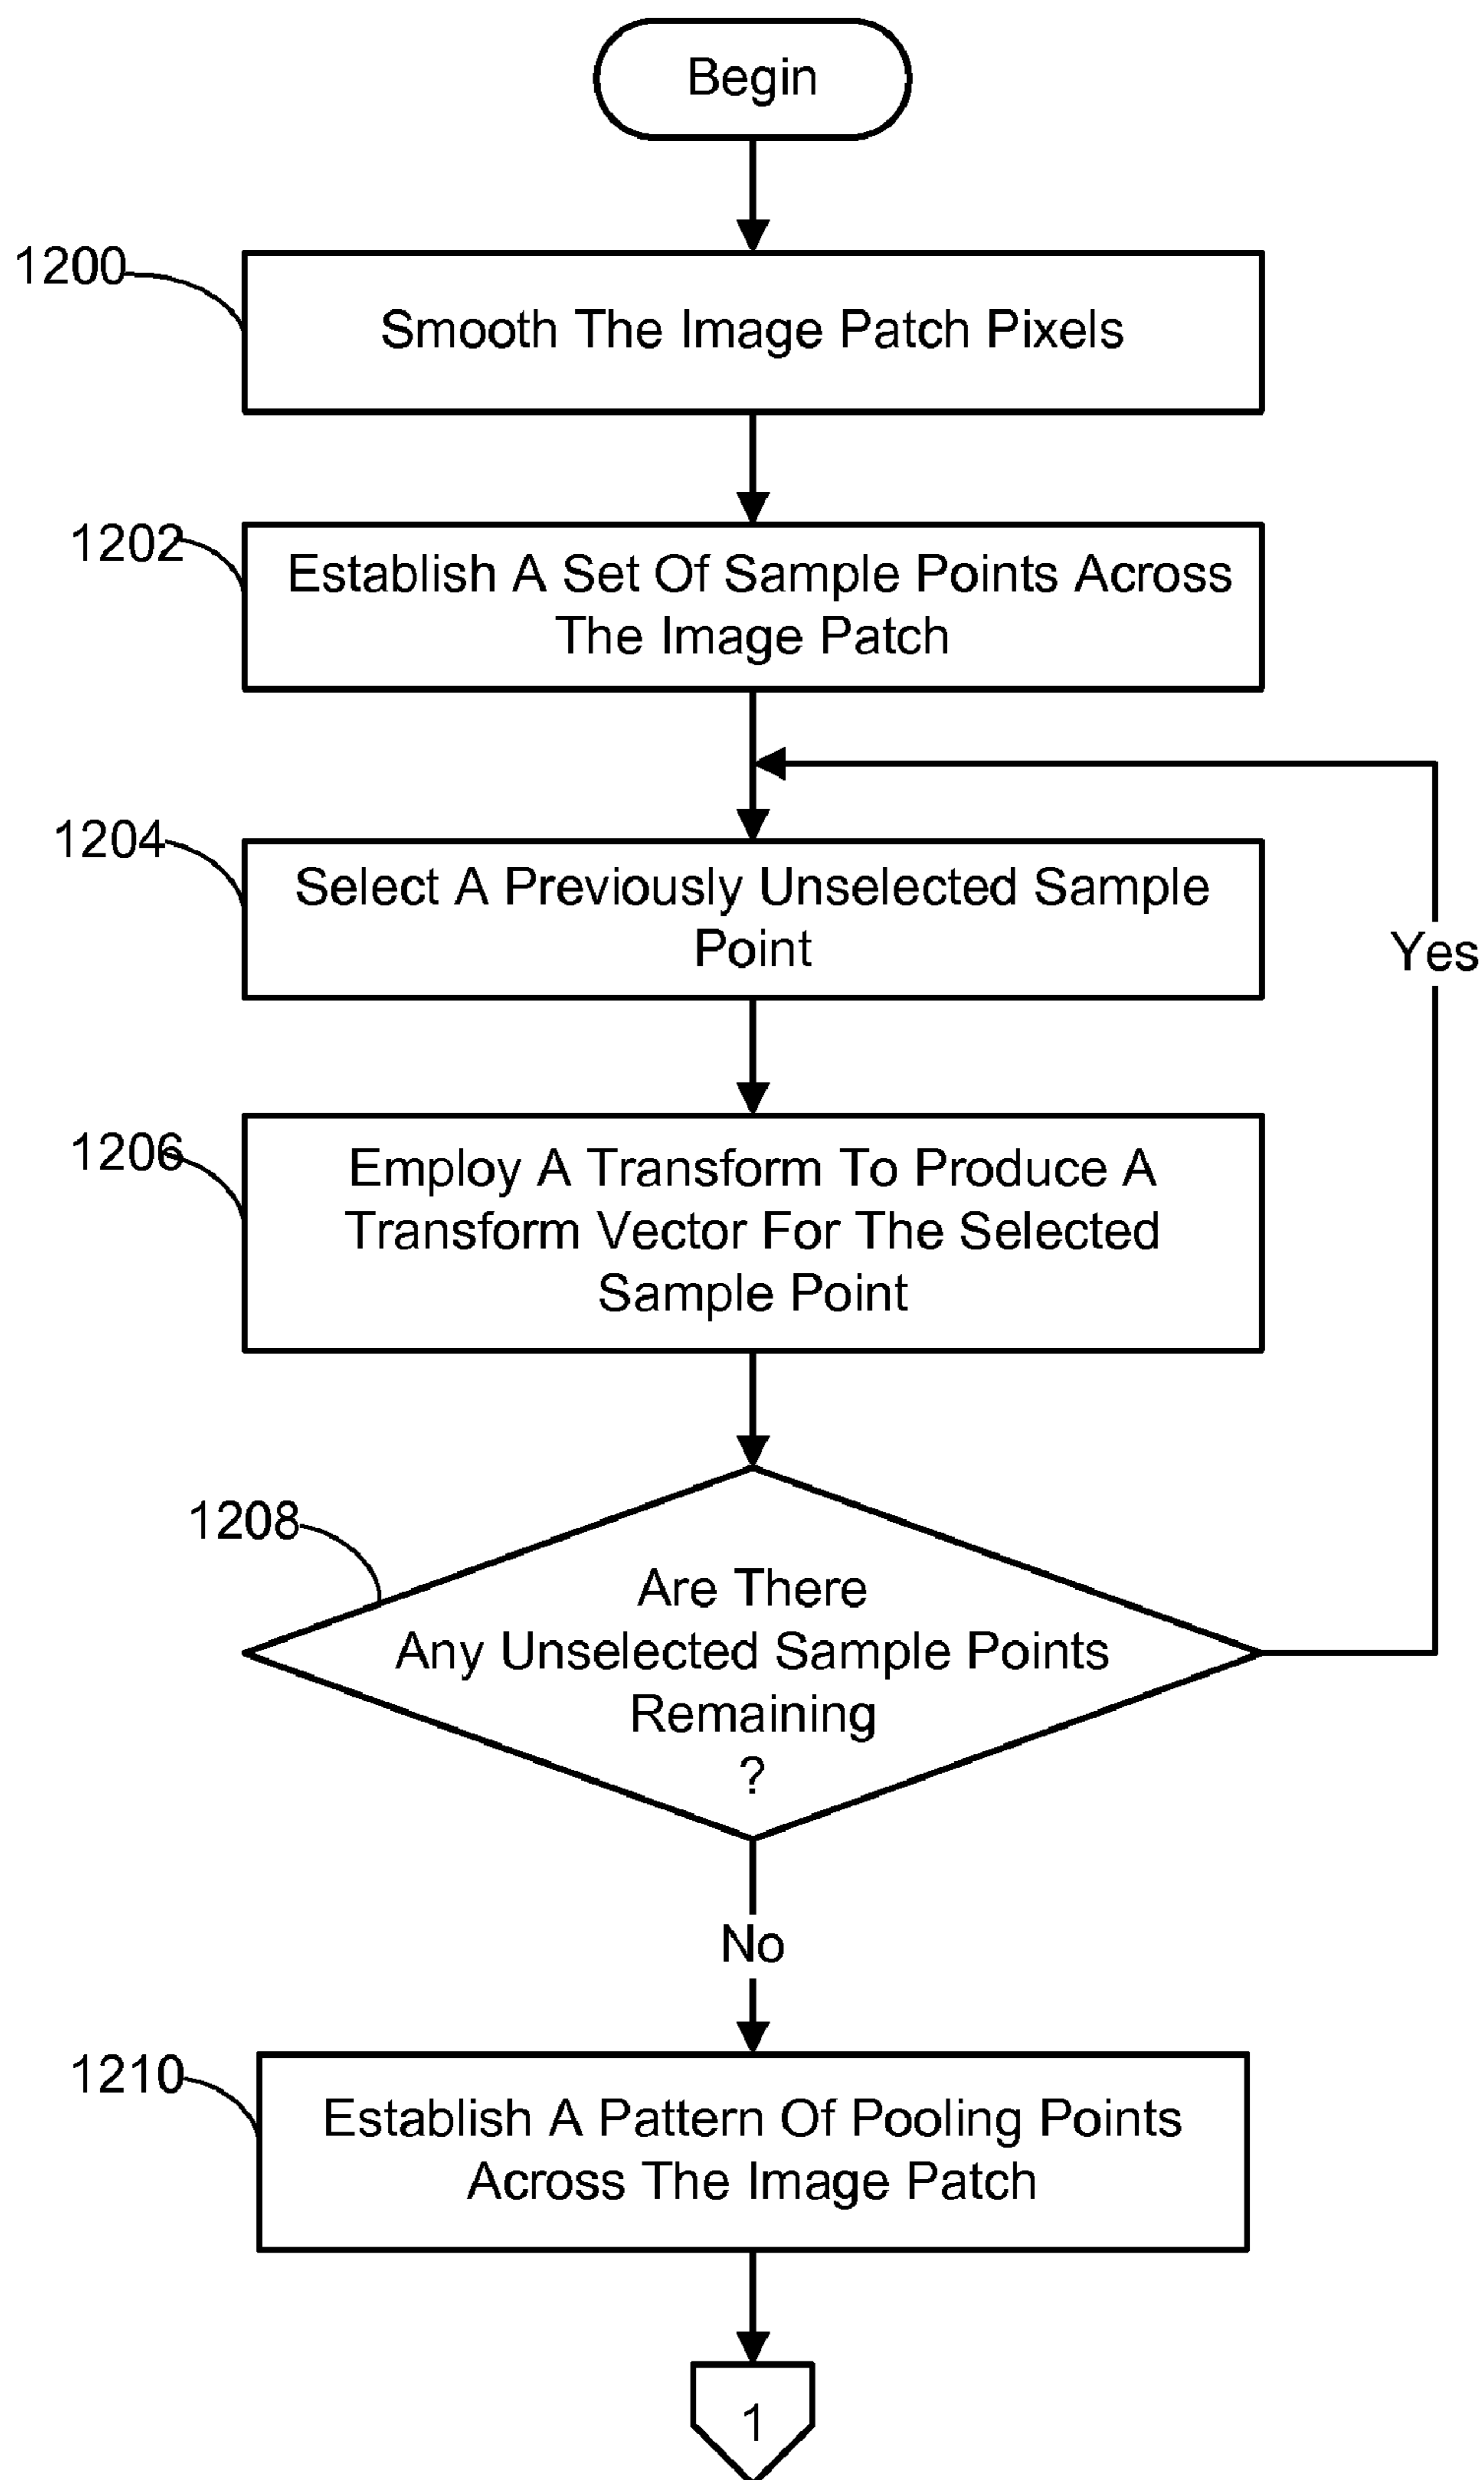 Begin
1200
Smooth The Image Patch Pixels
1202
Establish A Set Of Sample Points Across
The Image Patch
1204
Select A Previously Unselected Sample
Point
Yes
1206
Employ A Transform To Produce A
Transform Vector For The Selected
Sample Point
1208
Are There
Any Unselected Sample Points
Remaining
?
No
1210
Establish A Pattern Of Pooling Points
Across The Image Patch
1